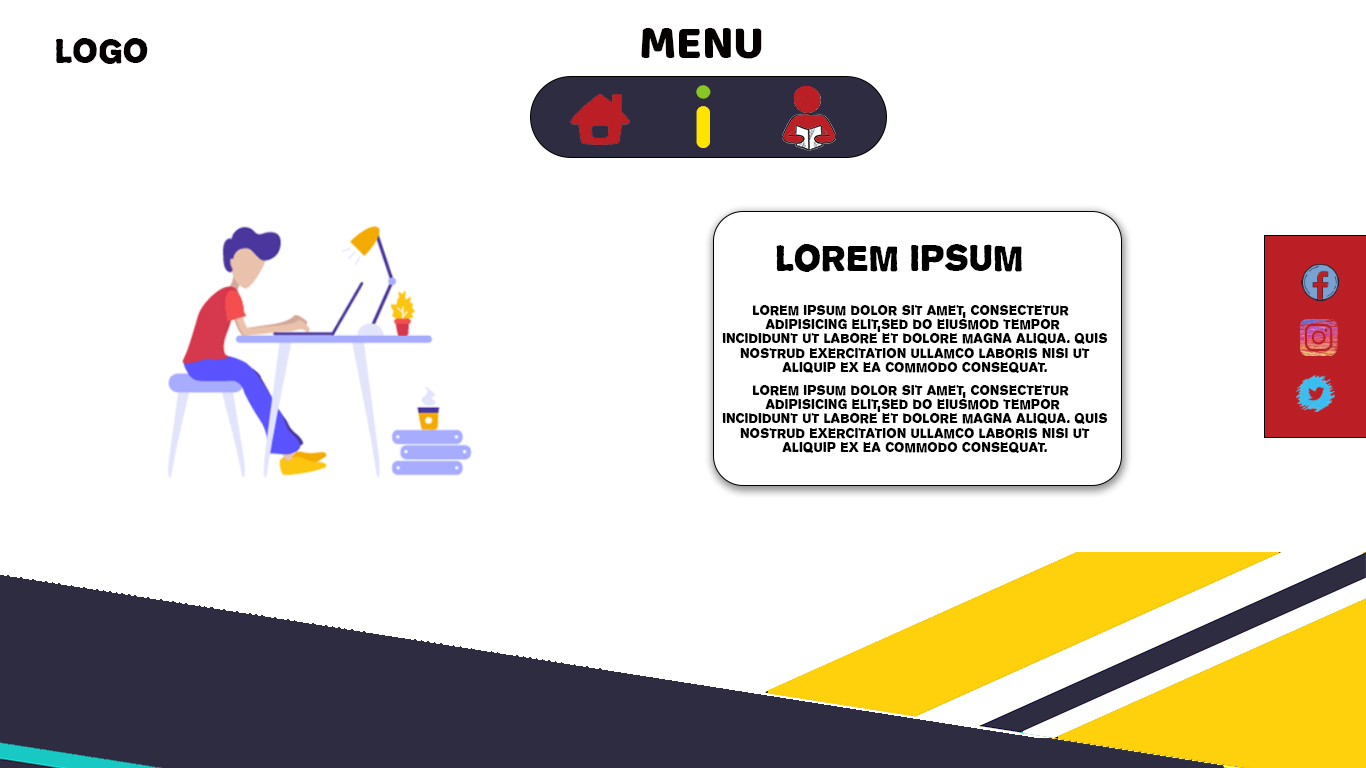 LOGO
MENU
LOREM IPSUM
LOREM IPSUM DOLOR SIT AMET, CONSECTETUR
ADIPISICING ELIT,SED DO EIUSMOD TEMPOR
INCIDIDUNT UT LABORE ET DOLORE MAGNA ALIQUA. QUIS
NOSTRUD EXERCITATION ULLAMCO LABORIS NISI UT
ALIQUIP EX EA COMMODO CONSEQUAT.
LOREM IPSUM DOLOR SIT AMET, CONSECTETUR
ADIPISICING ELIT,SED DO EIUSMOD TEMPOR
INCIDIDUNT UT LABORE ET DOLORE MAGNA ALIQUA. QUIS
NOSTRUD EXERCITATION ULLAMCO LABORIS NISI UT
ALIQUIP EX EA COMMODO CONSEQUAT.